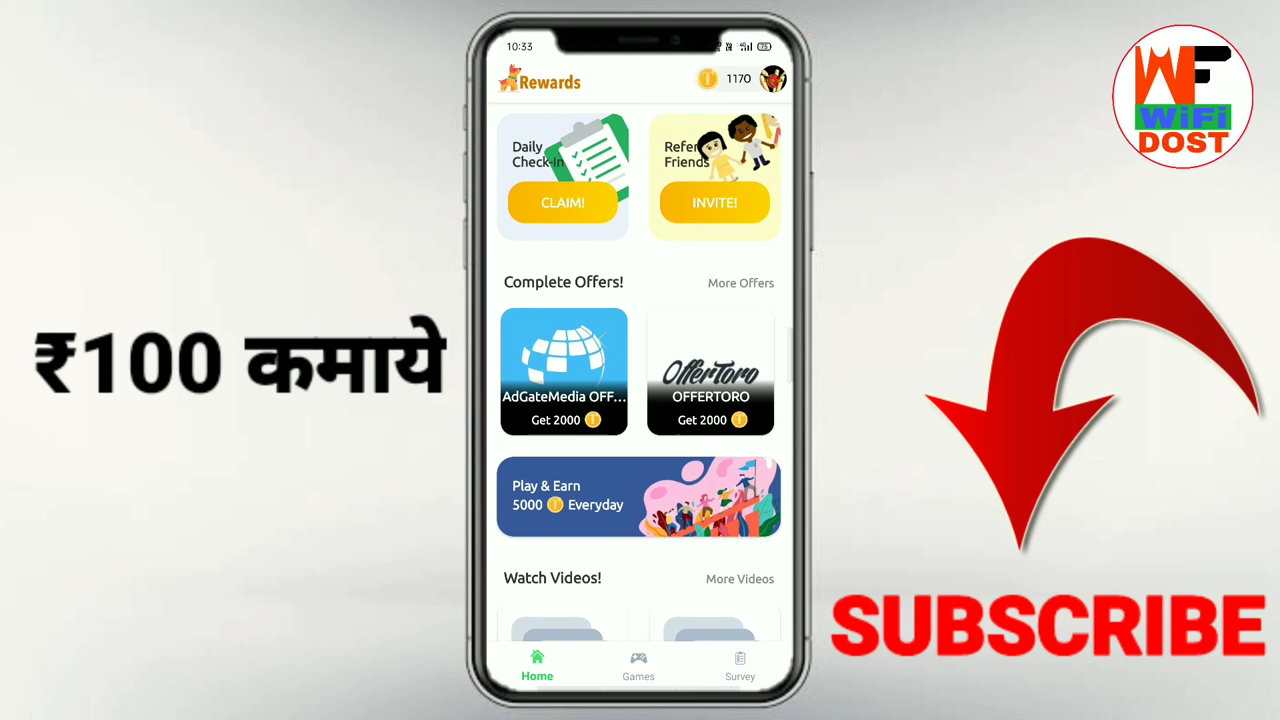 10:33
75
Rewards
1170
Daily
Check-In
CLAIM!
Refer
Friends
INVITE!
Complete Offers!
More Offers
AdGateMedia OFF...
Get 2000
OfferToro
OFFERTORO
Get 2000
Play & Earn
5000 Everyday
Watch Videos!
More Videos
Home
Games
Survey
₹100 कमाये
WF
WiFi
DOST
SUBSCRIBE